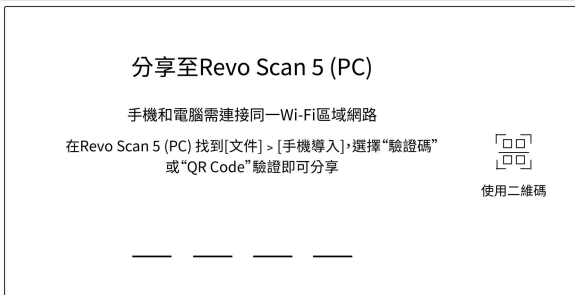 分享至Revo Scan 5 (PC)
手機和電腦需連接同一Wi-Fi區域網路
在Revo Scan 5 (PC) 找到[文件] > [手機導入]，選擇“驗證碼”
或“QR Code”驗證即可分享
使用二維碼